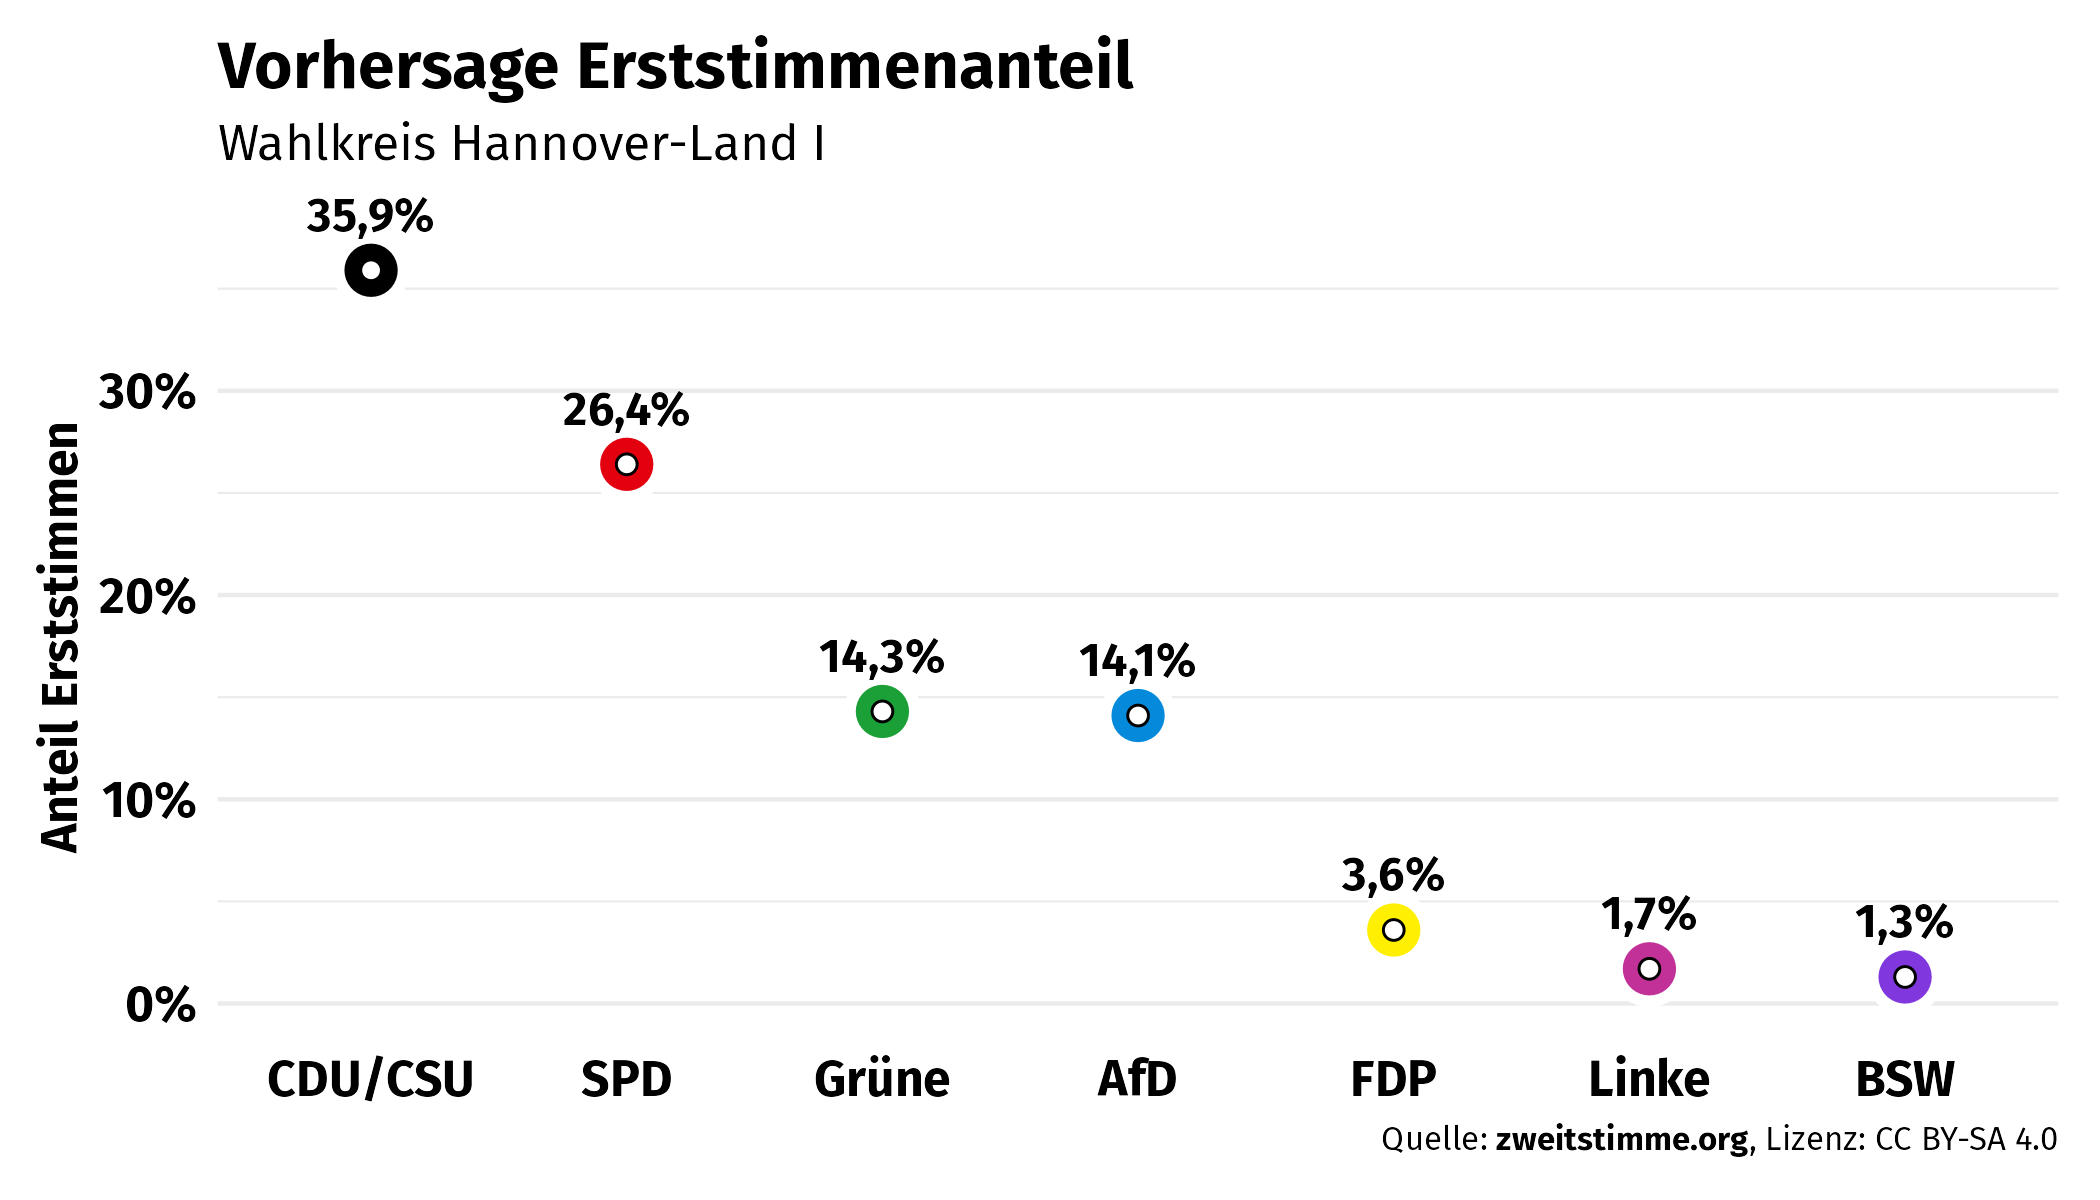 Vorhersage Erststimmenanteil
Wahlkreis Hannover-Land I
35,9%
30%
26,4%
20%
14,3%
14,1%
10%
3,6%
1,7%
1,3%
0%
Anteil Erststimmen
CDU/CSU SPD Grüne AfD FDP Linke BSW
Quelle: zweitstimme.org, Lizenz: CC BY-SA 4.0